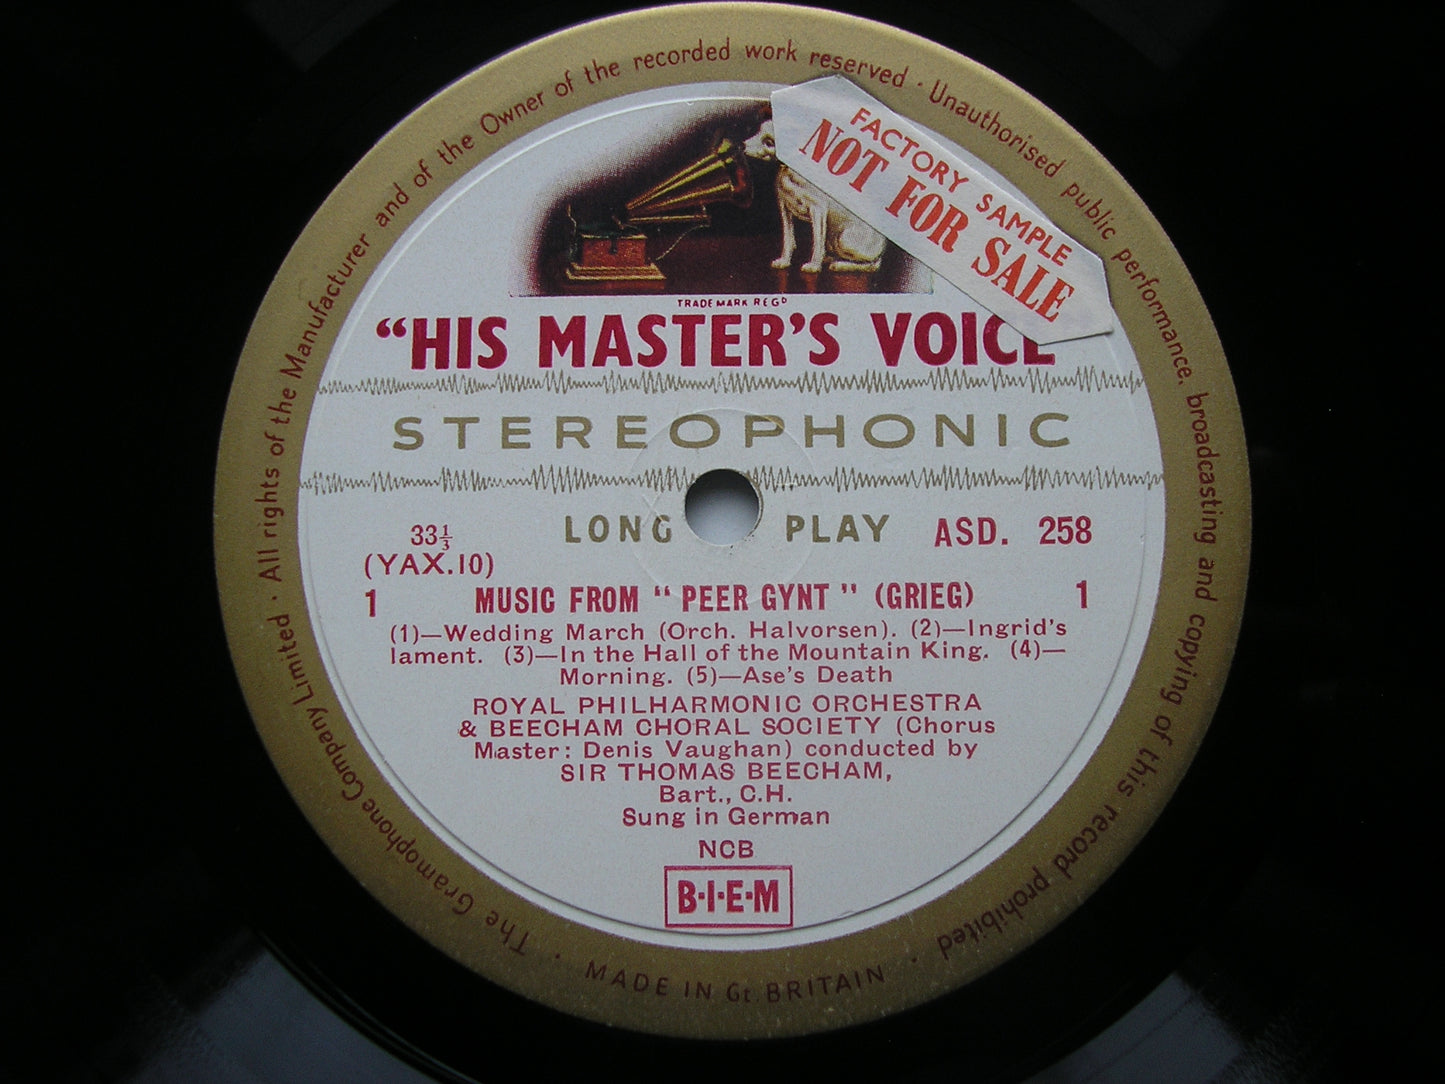 · All rights of the Manufacturer and of the Owner of the recorded work reserved · Unauthorised public performance, broadcasting and copying of this record prohibited ·
FACTORY SAMPLE
NOT FOR SALE
TRADE MARK REGD
“HIS MASTER’S VOICE
STEREOPHONIC
33⅓ LONG PLAY ASD. 258
(YAX.10)
1 MUSIC FROM “ PEER GYNT ” (GRIEG) 1
(1)—Wedding March (Orch. Halvorsen). (2)—Ingrid's
lament. (3)—In the Hall of the Mountain King. (4)—
Morning. (5)—Ase's Death
ROYAL PHILHARMONIC ORCHESTRA
& BEECHAM CHORAL SOCIETY (Chorus
Master: Denis Vaughan) conducted by
SIR THOMAS BEECHAM,
Bart., C.H.
Sung in German
NCB
B·I·E·M
The Gramophone Company Limited
· MADE IN Gt. BRITAIN ·